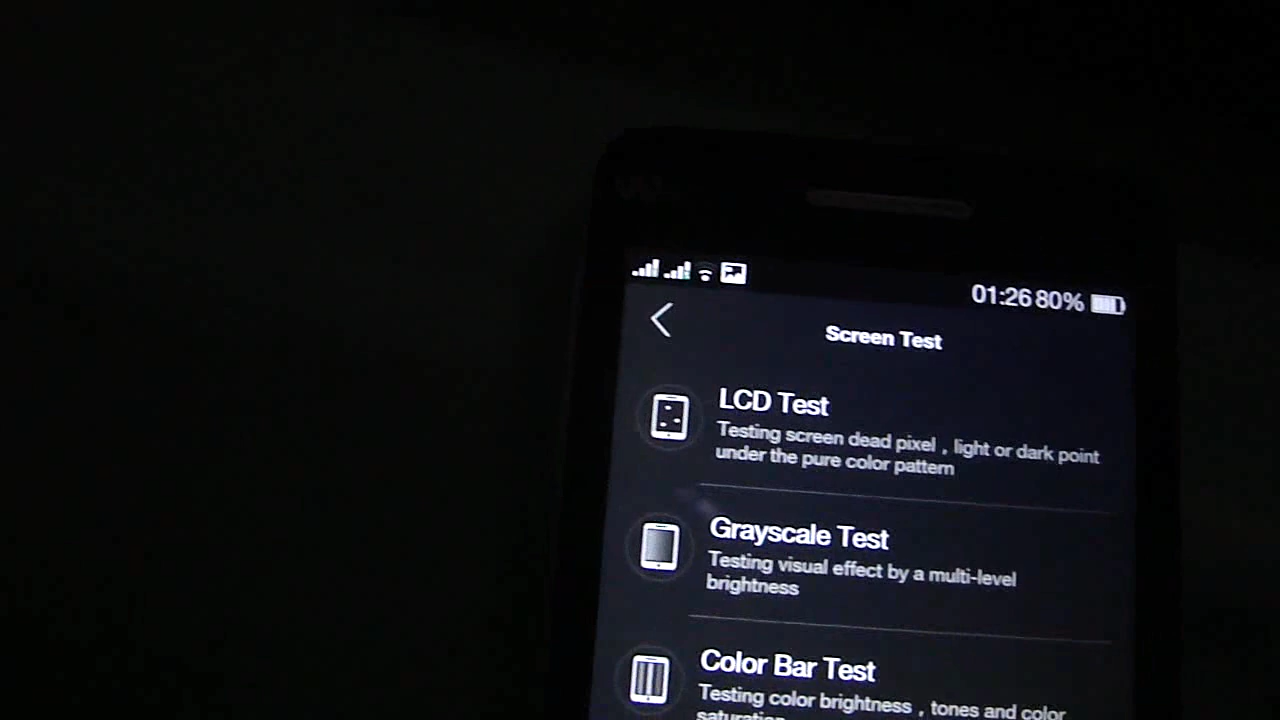 01:26 80%
Screen Test
LCD Test
Testing screen dead pixel , light or dark point
under the pure color pattern
Grayscale Test
Testing visual effect by a multi-level
brightness
Color Bar Test
Testing color brightness , tones and color
saturation